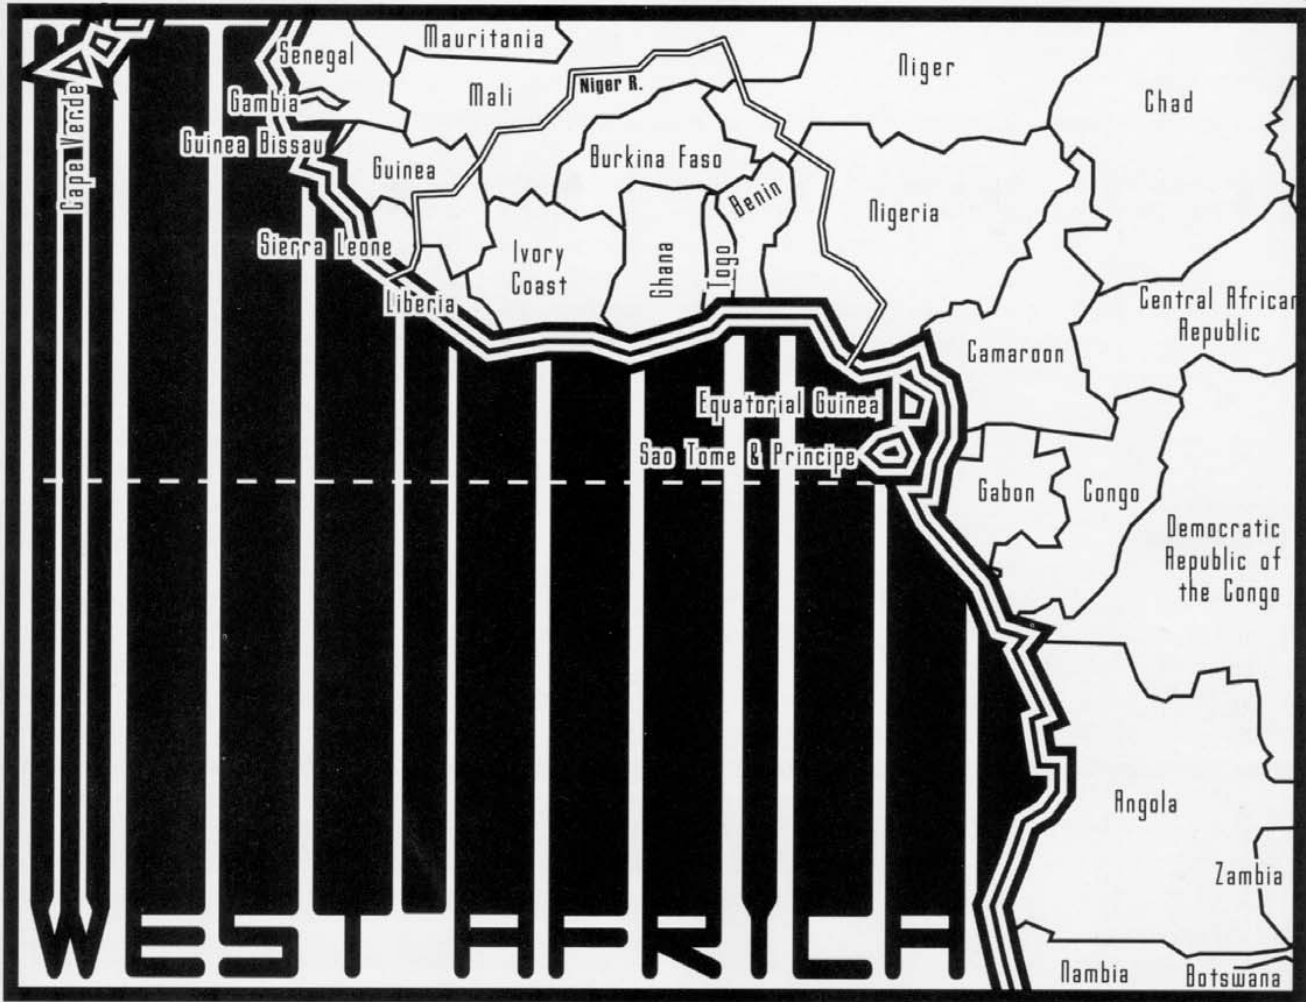 Mauritania
Senegal
Niger
Niger R.
Mali
Chad
Gambia
Cape Verde
Guinea Bissau
Guinea
Burkina Faso
Benin
Nigeria
Sierra Leone
Ivory
Coast
Ghana
Togo
Liberia
Central African
Republic
Camaroon
Equatorial Guinea
Sao Tome & Principe
Gabon
Congo
Democratic
Republic of
the Congo
Angola
Zambia
WEST AFRICA
Nambia
Botswana